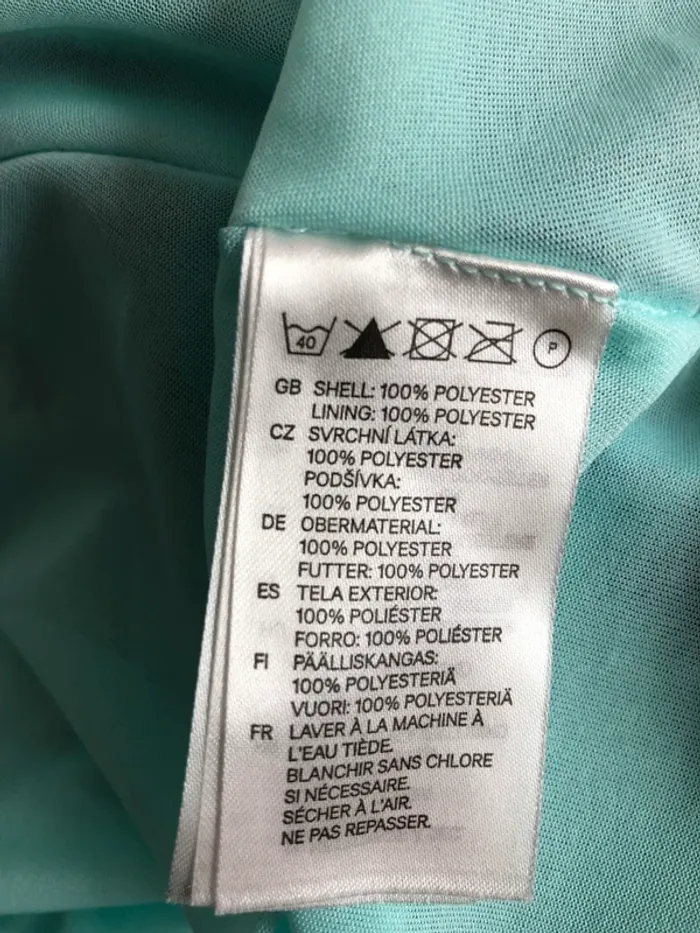 40 P
GB SHELL: 100% POLYESTER
LINING: 100% POLYESTER
CZ SVRCHNÍ LÁTKA:
100% POLYESTER
PODŠÍVKA:
100% POLYESTER
DE OBERMATERIAL:
100% POLYESTER
FUTTER: 100% POLYESTER
ES TELA EXTERIOR:
100% POLIÉSTER
FORRO: 100% POLIÉSTER
FI PÄÄLLISKANGAS:
100% POLYESTERIÄ
VUORI: 100% POLYESTERIÄ
FR LAVER À LA MACHINE À
L'EAU TIÈDE.
BLANCHIR SANS CHLORE
SI NÉCESSAIRE.
SÉCHER À L'AIR.
NE PAS REPASSER.